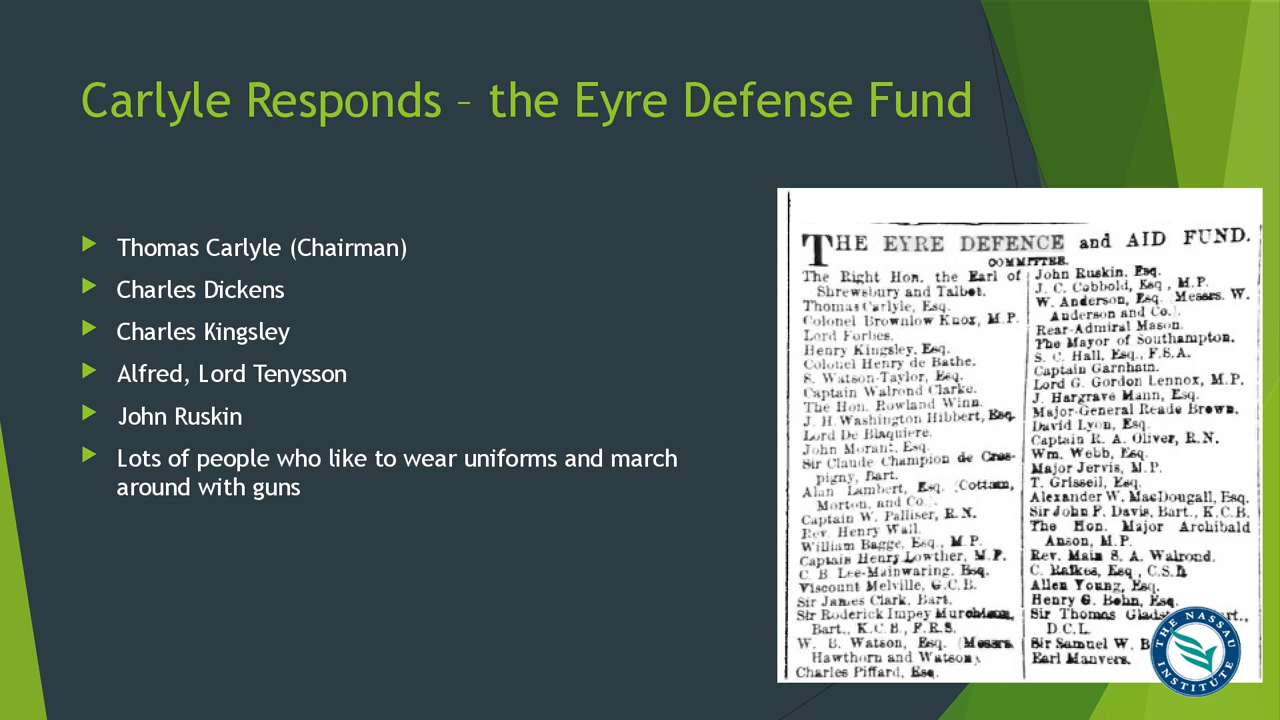 Carlyle Responds – the Eyre Defense Fund
Thomas Carlyle (Chairman)
Charles Dickens
Charles Kingsley
Alfred, Lord Tenysson
John Ruskin
Lots of people who like to wear uniforms and march
around with guns
THE EYRE DEFENCE and AID FUND.
COMMITTEE.
The Right Hon. the Earl of
Shrewsbury and Talbot.
Thomas Carlyle, Esq.
Colonel Brownlow Knox, M.P.
Lord Forbes.
Henry Kingsley, Esq.
Colonel Henry de Bathe.
S. Watson-Taylor, Esq.
Captain Walrond Clarke.
The Hon. Rowland Winn.
J. H. Washington Hibbert, Esq.
Lord De Blaquiere.
John Morant, Esq.
Sir Claude Champion de Cres-
pigny, Bart.
Alan Lambert, Esq. (Cottam,
Morton, and Co.).
Captain W. Palliser, R.N.
Rev. Henry Wall.
William Bagge, Esq., M.P.
Captain Henry Lowther, M.P.
C. B. Lee-Mainwaring, Esq.
Viscount Melville, G.C.B.
Sir James Clark, Bart.
Sir Roderick Impey Murchison,
Bart., K.C.B., F.R.S.
W. B. Watson, Esq. (Messrs.
Hawthorn and Watson).
Charles Piffard, Esq.
John Ruskin, Esq.
J. C. Cobbold, Esq., M.P.
W. Anderson, Esq. (Messrs. W.
Anderson and Co.).
Rear-Admiral Mason.
The Mayor of Southampton.
S. C. Hall, Esq., F.S.A.
Captain Garnham.
Lord G. Gordon Lennox, M.P.
J. Hargrave Mann, Esq.
Major-General Reade Brown.
David Lyon, Esq.
Captain R. A. Oliver, R.N.
Wm. Webb, Esq.
Major Jervis, M.P.
T. Grissell, Esq.
Alexander W. MacDougall, Esq.
Sir John F. Davis, Bart., K.C.B.
The Hon. Major Archibald
Anson, M.P.
Rev. Main S. A. Walrond.
C. Raikes, Esq., C.S.I.
Allen Young, Esq.
Henry G. Bohn, Esq.
Sir Thomas
D.C.L.
Sir Samuel W.
Earl Manvers.
THE NASSAU
INSTITUTE